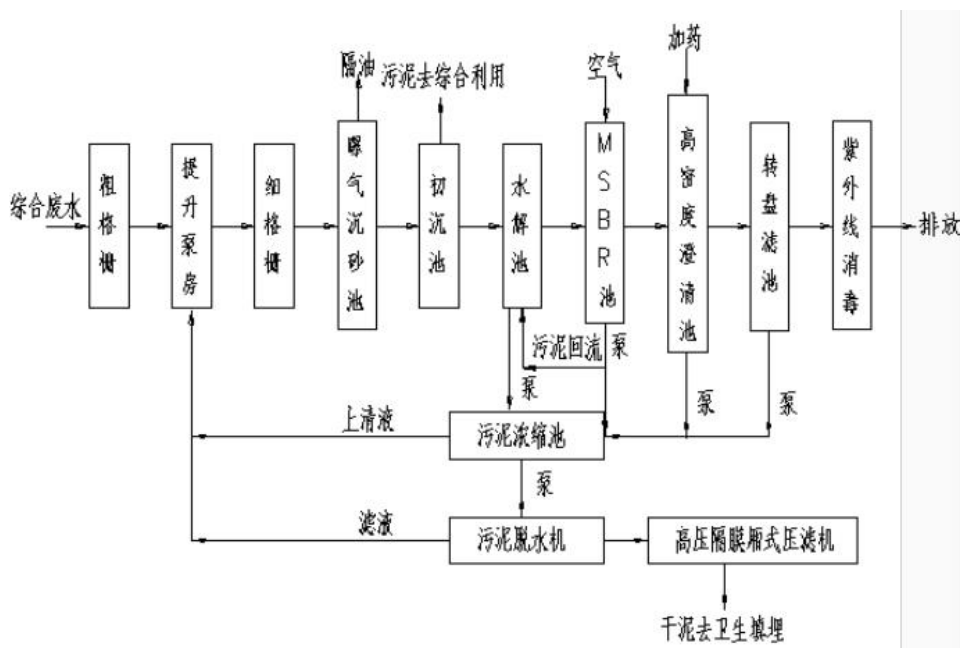 加药
隔油
污泥去综合利用
空气
综合废水
粗格栅
提升泵房
细格栅
曝气沉砂池
初沉池
水解池
MSBR池
高密度澄清池
转盘滤池
紫外线消毒
排放
污泥回流
泵
泵
泵
泵
上清液
污泥浓缩池
泵
滤液
污泥脱水机
高压隔膜厢式压滤机
干泥去卫生填埋